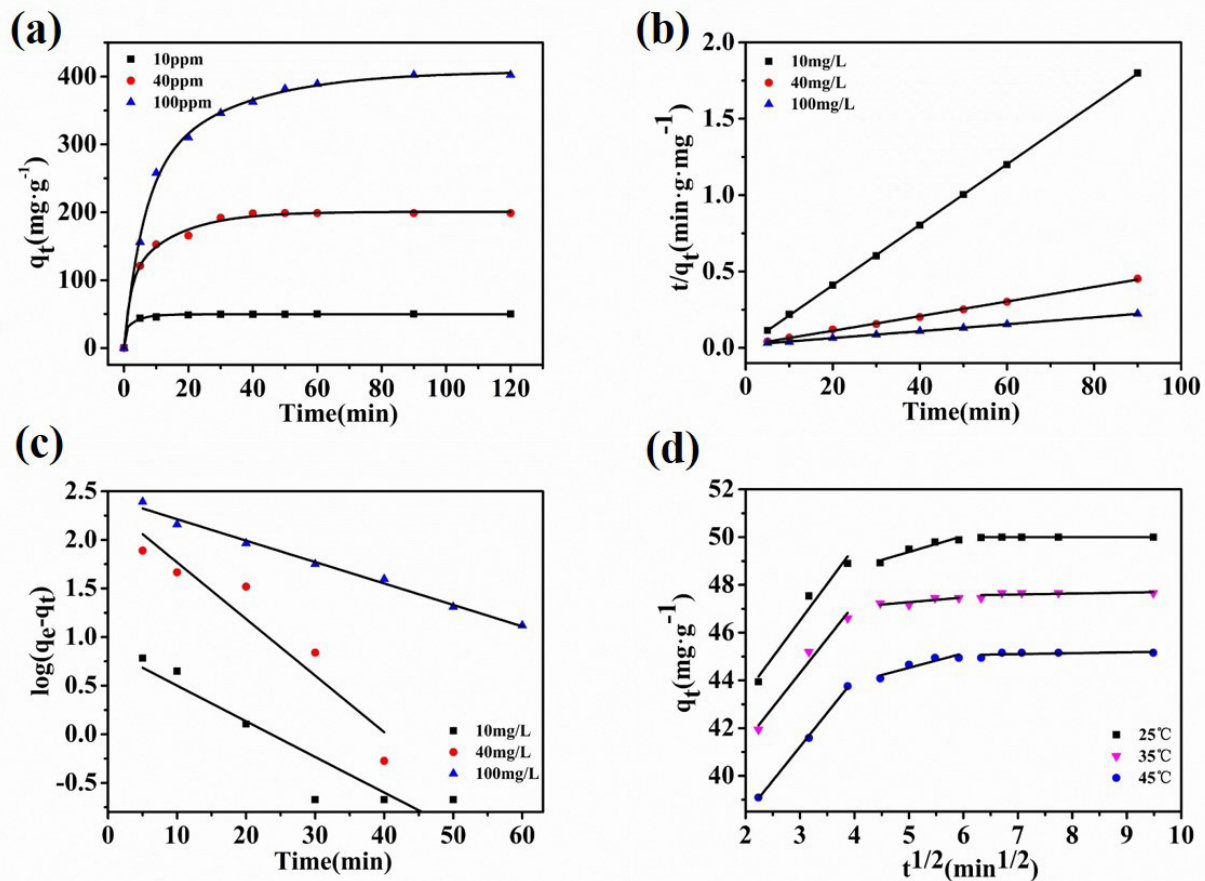 (a)
10ppm
40ppm
100ppm
400
300
200
100
0
qt(mg·g-1)
0 20 40 60 80 100 120
Time(min)
(b)
10mg/L
40mg/L
100mg/L
2.0
1.5
1.0
0.5
0.0
t/qt(min·g·mg-1)
0 20 40 60 80 100
Time(min)
(c)
2.5
2.0
1.5
1.0
0.5
0.0
-0.5
log(qe-qt)
10mg/L
40mg/L
100mg/L
0 10 20 30 40 50 60
Time(min)
(d)
52
50
48
46
44
42
40
qt(mg·g-1)
25℃
35℃
45℃
2 3 4 5 6 7 8 9 10
t1/2(min1/2)